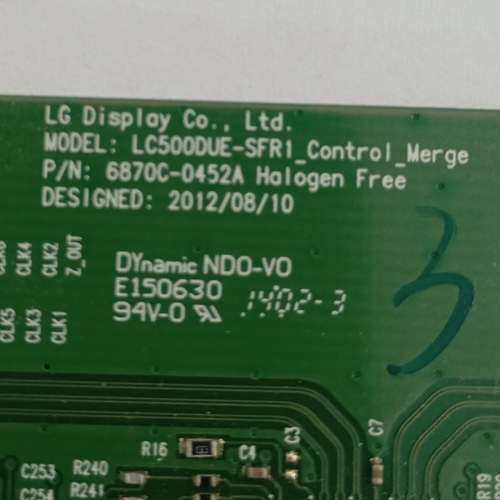 LG Display Co., Ltd.
MODEL: LC500DUE-SFR1_Control_Merge
P/N: 6870C-0452A Halogen Free
DESIGNED: 2012/08/10
CLK4
CLK2
Z_OUT
CLK5
CLK3
CLK1
DYnamic NDO-V0
E150630
94V-0
1402-3
3
R16
C4
C3
C7
C253
R240
C254
R241
R19